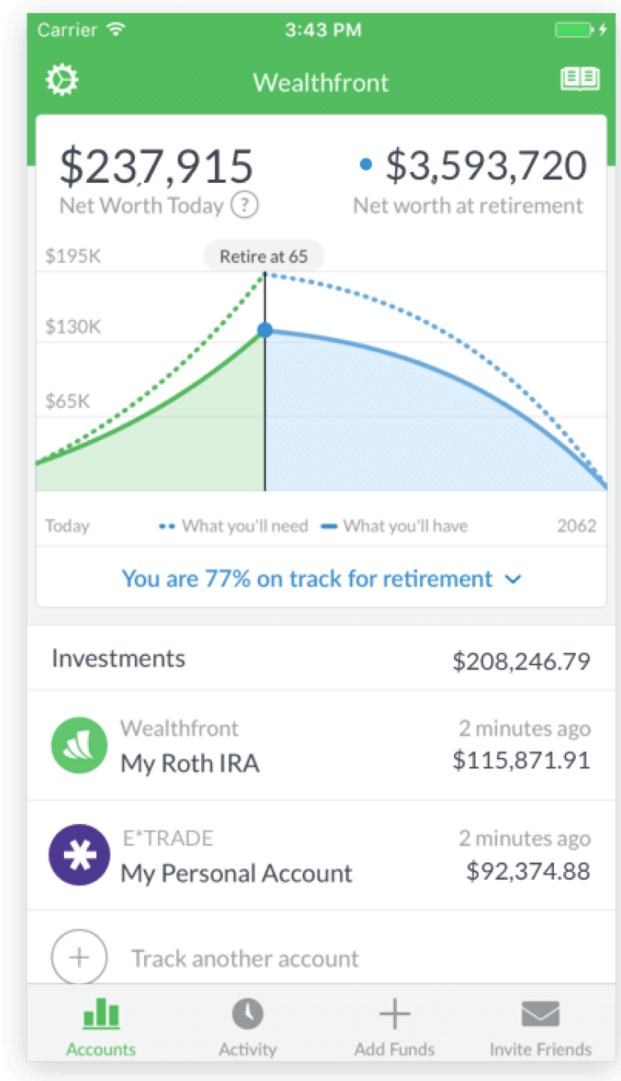 Carrier 3:43 PM
Wealthfront
$237,915 $3,593,720
Net Worth Today ? Net worth at retirement
$195K Retire at 65
$130K
$65K
Today What you'll need What you'll have 2062
You are 77% on track for retirement
Investments $208,246.79
Wealthfront 2 minutes ago
My Roth IRA $115,871.91
E*TRADE 2 minutes ago
My Personal Account $92,374.88
+ Track another account
Accounts Activity Add Funds Invite Friends